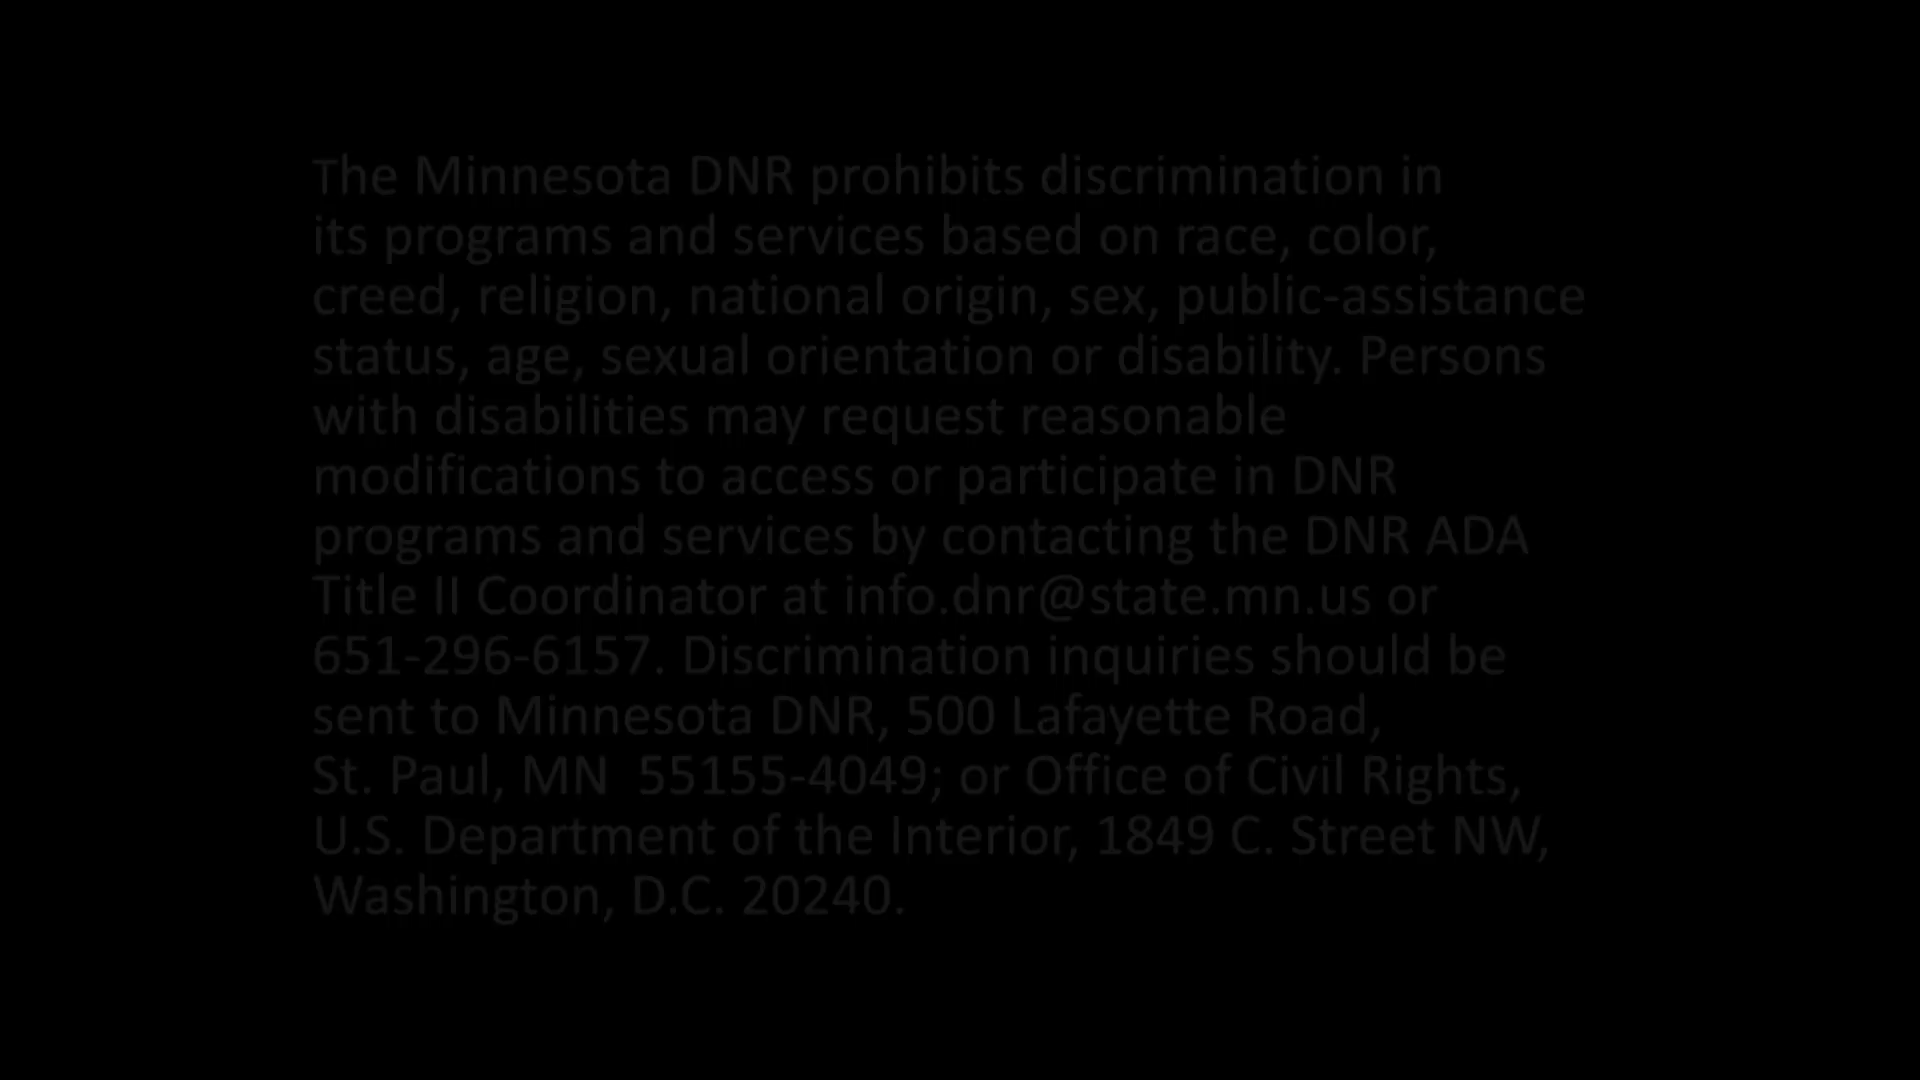 The Minnesota DNR prohibits discrimination in
its programs and services based on race, color,
creed, religion, national origin, sex, public-assistance
status, age, sexual orientation or disability. Persons
with disabilities may request reasonable
modifications to access or participate in DNR
programs and services by contacting the DNR ADA
Title II Coordinator at info.dnr@state.mn.us or
651-296-6157. Discrimination inquiries should be
sent to Minnesota DNR, 500 Lafayette Road,
St. Paul, MN  55155-4049; or Office of Civil Rights,
U.S. Department of the Interior, 1849 C. Street NW,
Washington, D.C. 20240.